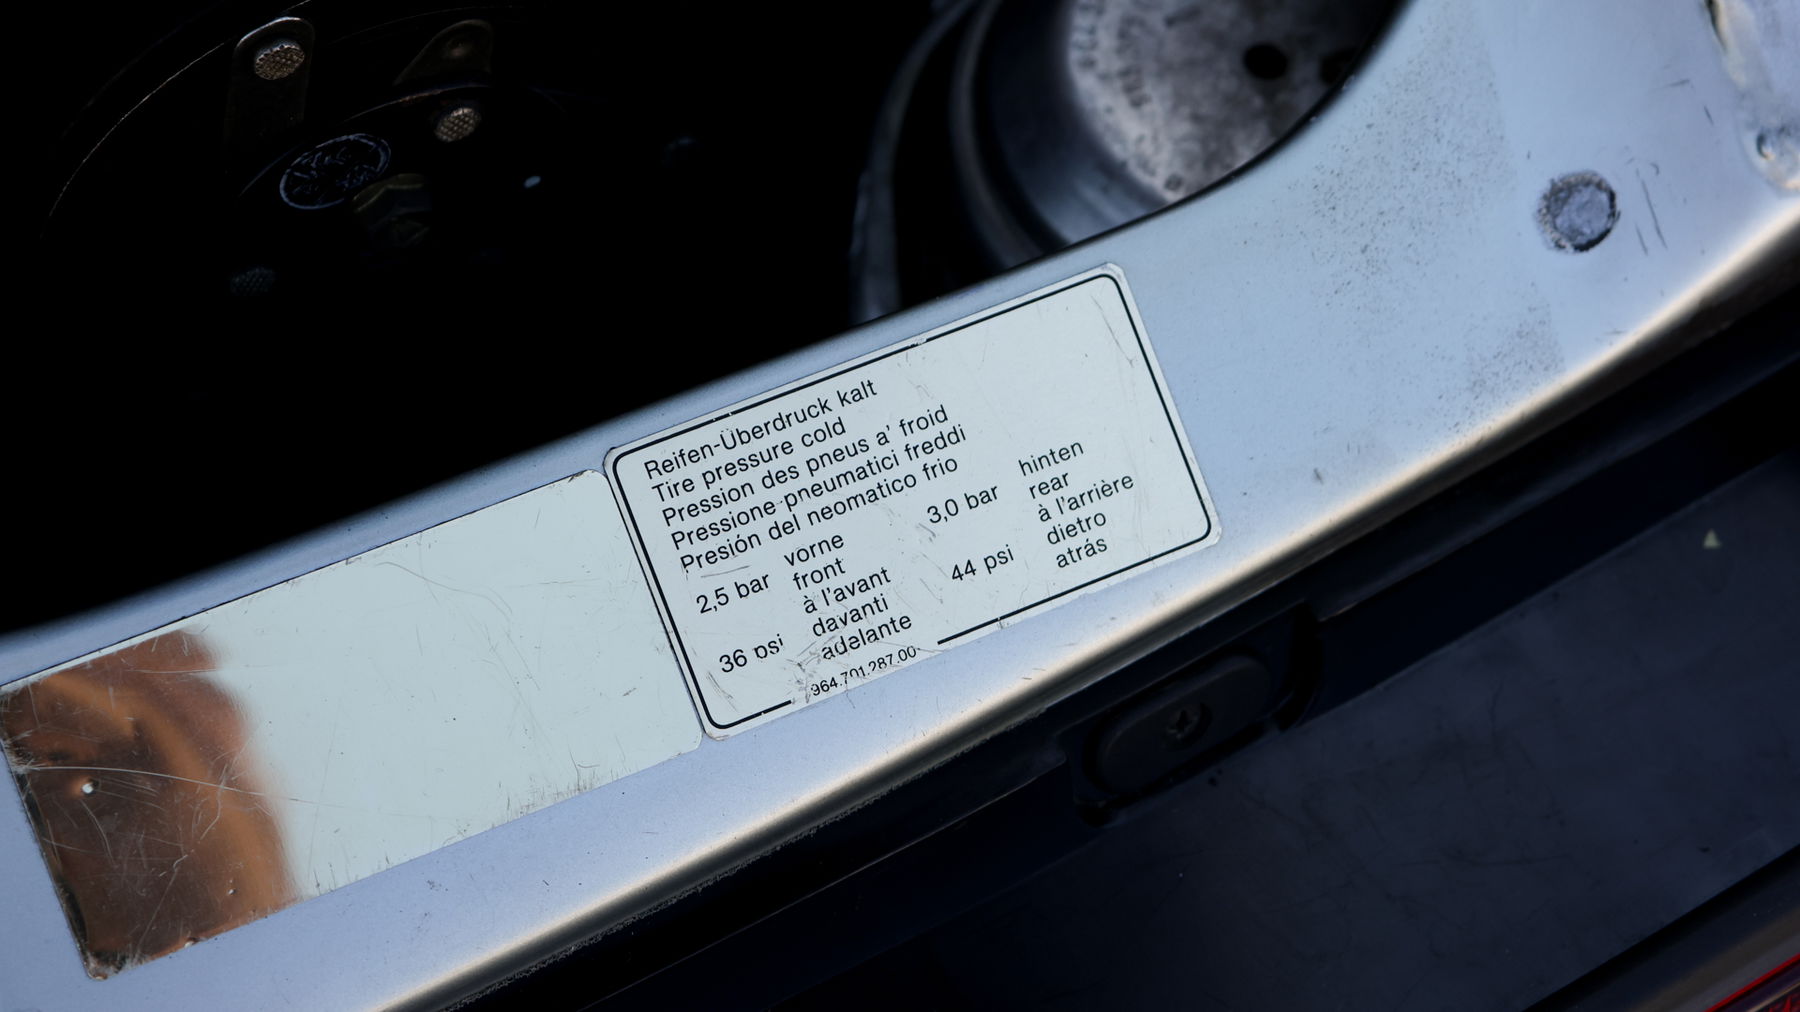 Reifen-Überdruck kalt
Tire pressure cold
Pression des pneus a' froid
Pressione pneumatici freddi
Presión del neomatico frio
2,5 bar
36 psi
vorne
front
à l'avant
davanti
adelante
3,0 bar
44 psi
hinten
rear
à l'arrière
dietro
atrás
964.701.287.00